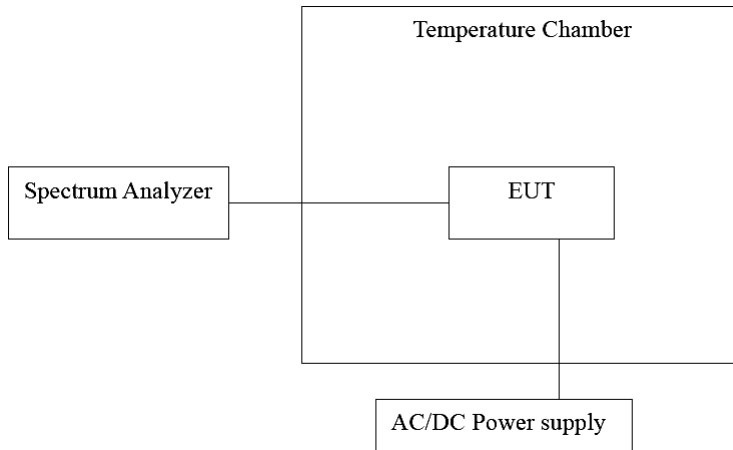 Temperature Chamber
Spectrum Analyzer
EUT
AC/DC Power supply